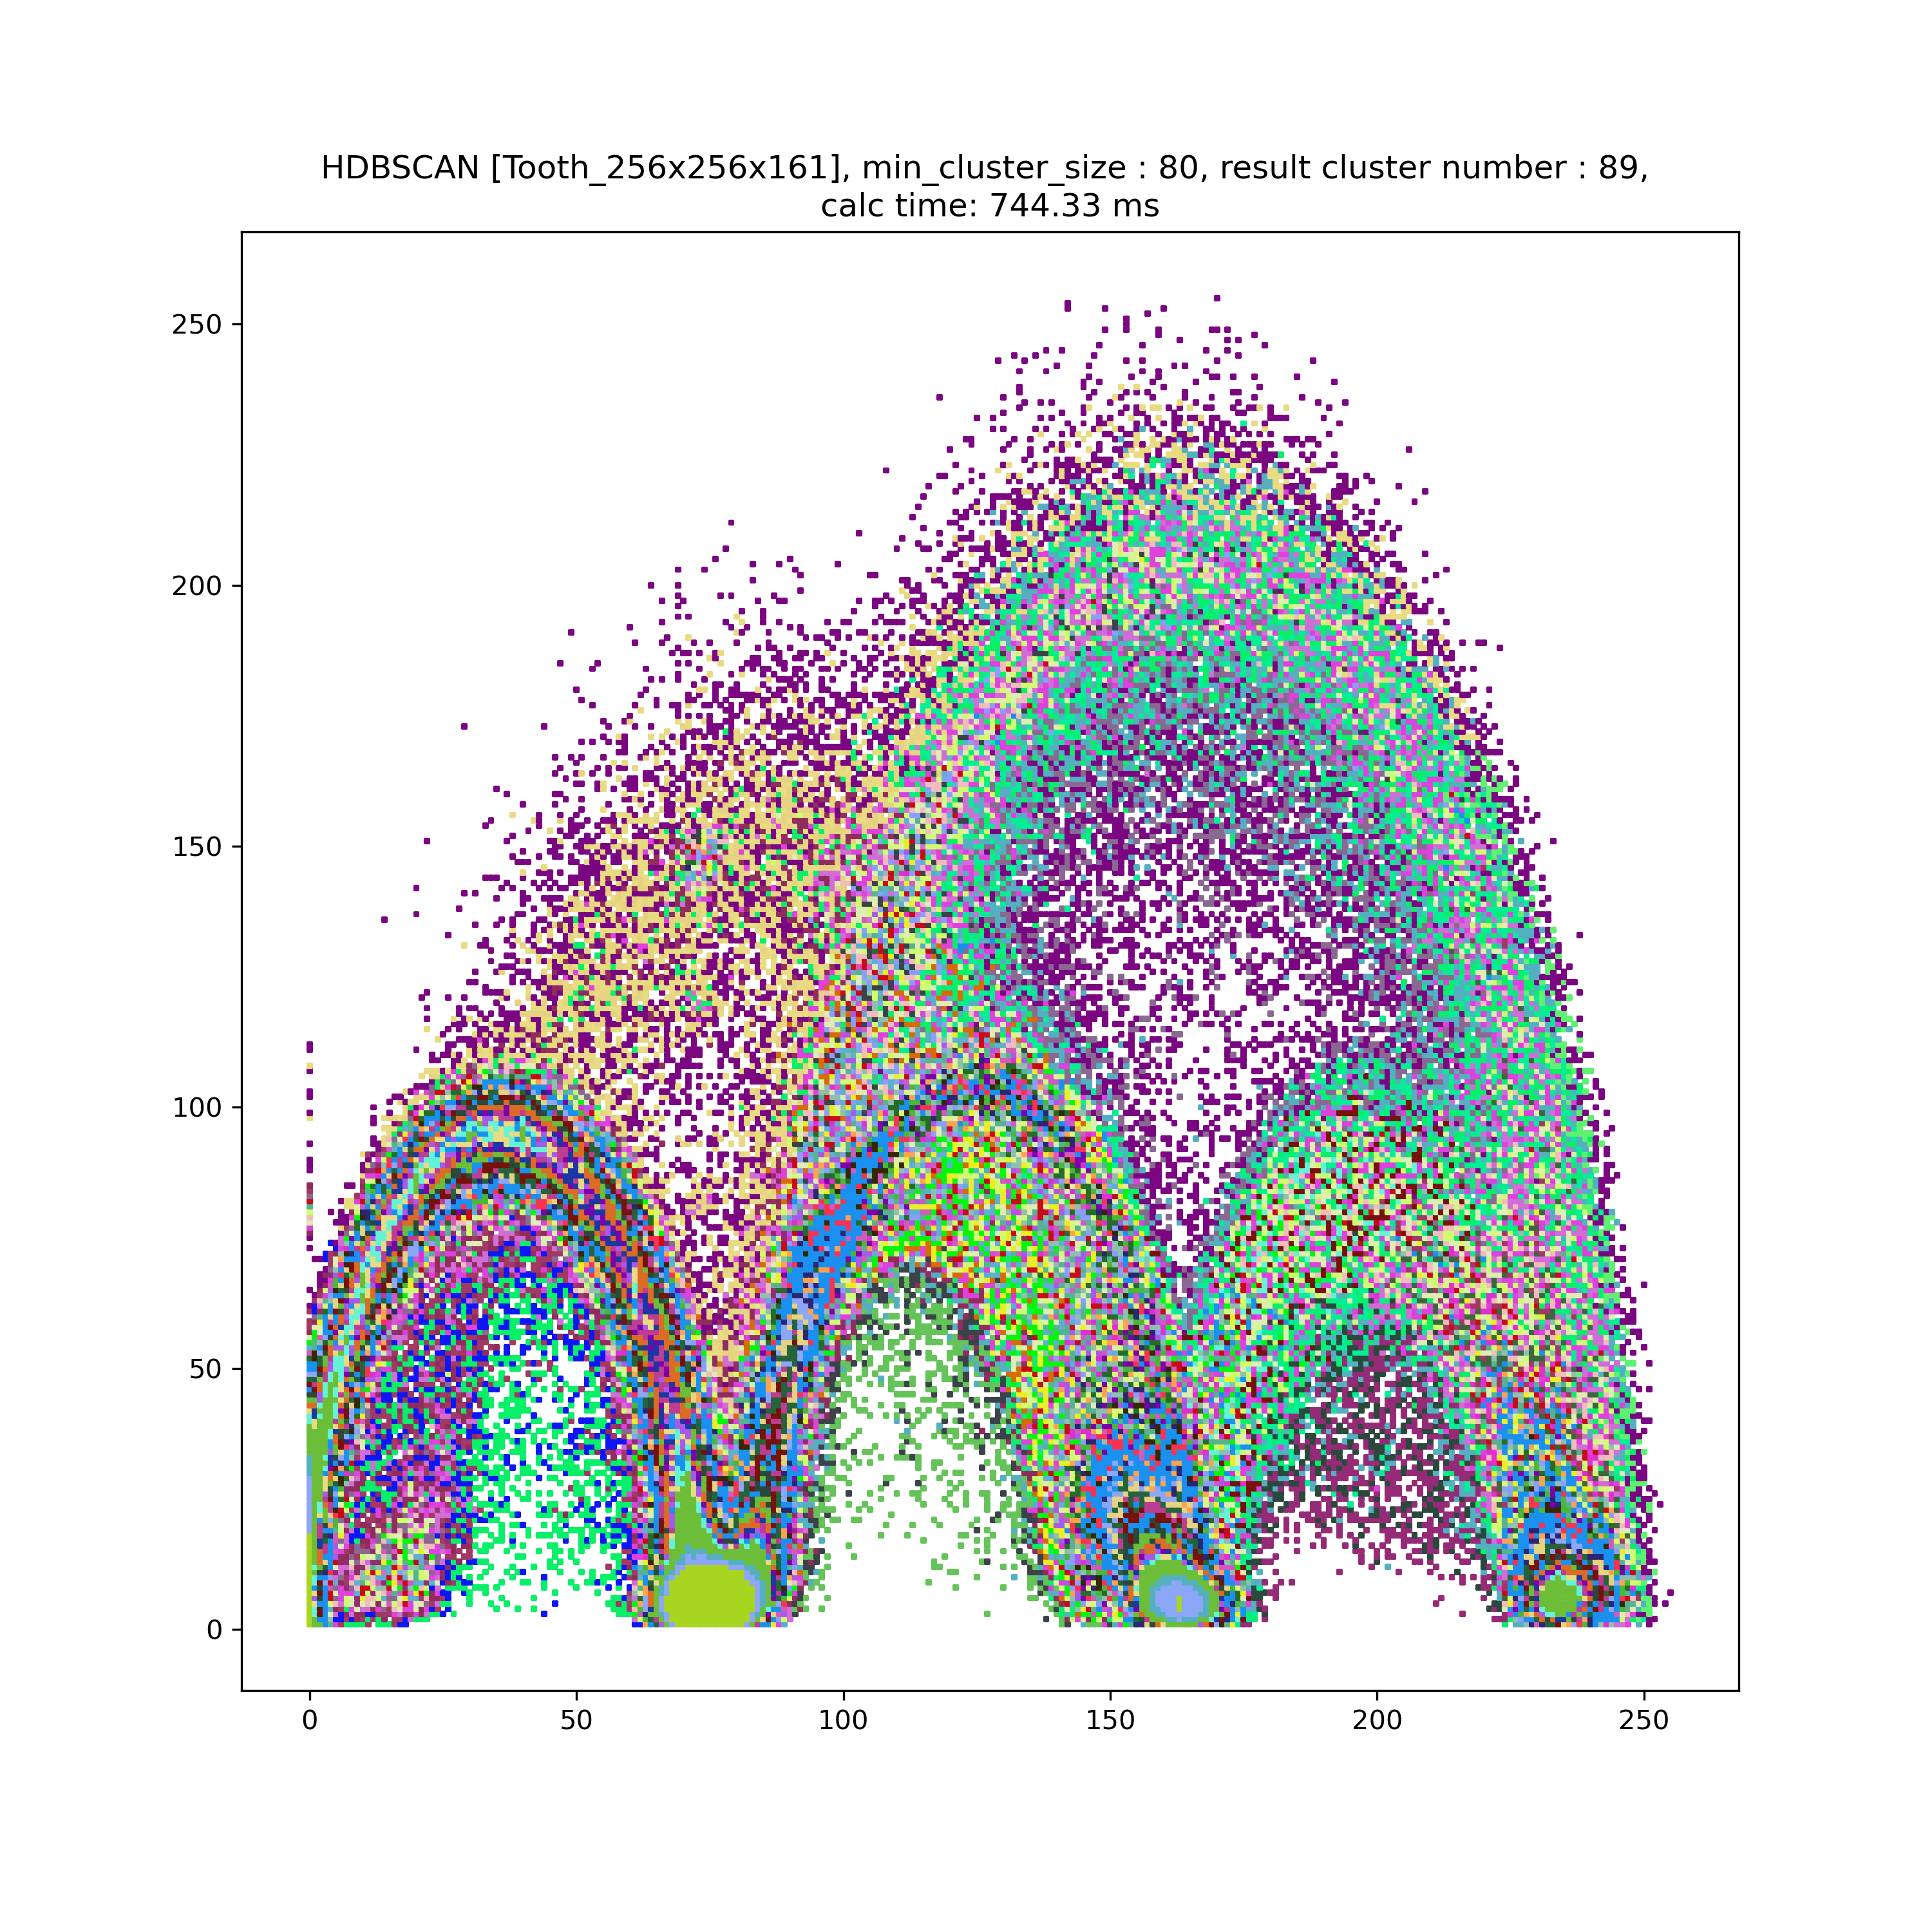 HDBSCAN [Tooth_256x256x161], min_cluster_size : 80, result cluster number : 89,
calc time: 744.33 ms
250
200
150
100
50
0
0 50 100 150 200 250